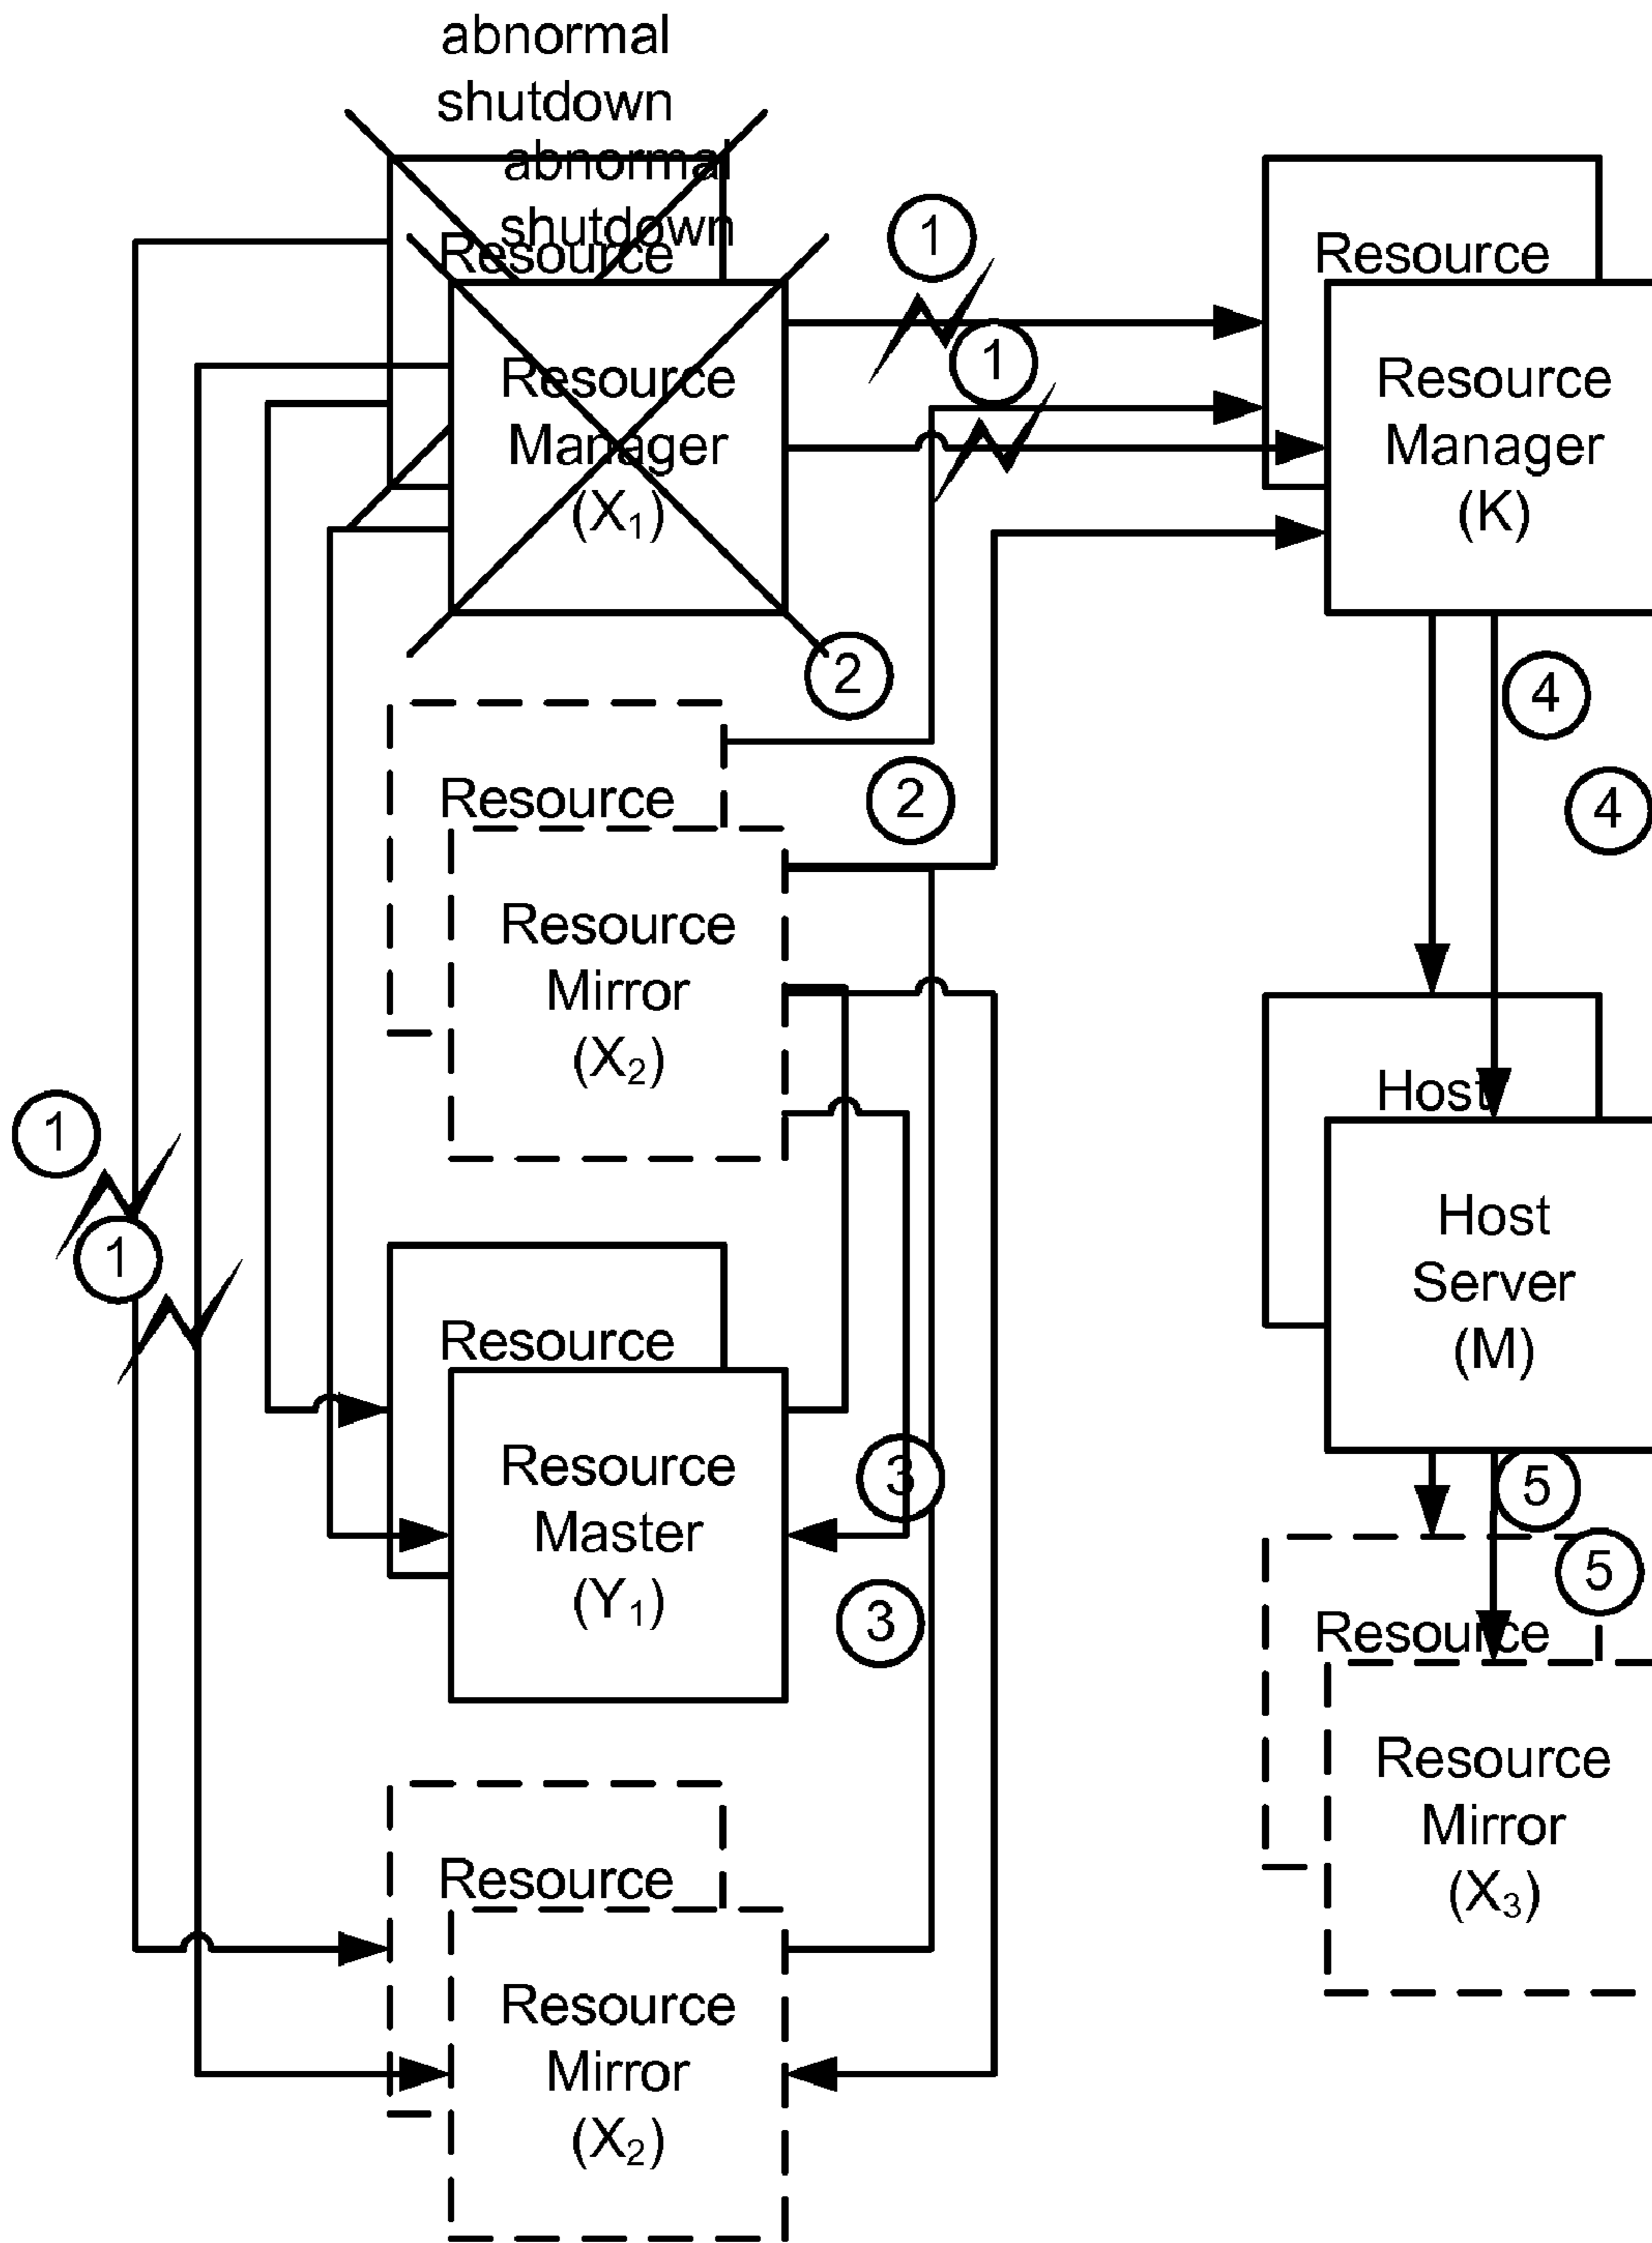 abnormal
shutdown
abnormal
shutdown
Resource
Resource
Manager
(X1)
1
1
Resource
Resource
Manager
(K)
2
2
4
4
Resource
Resource
Mirror
(X2)
1
1
Host
Host
Server
(M)
Resource
Resource
Master
(Y1)
3
3
5
5
Resource
Resource
Mirror
(X3)
Resource
Resource
Mirror
(X2)